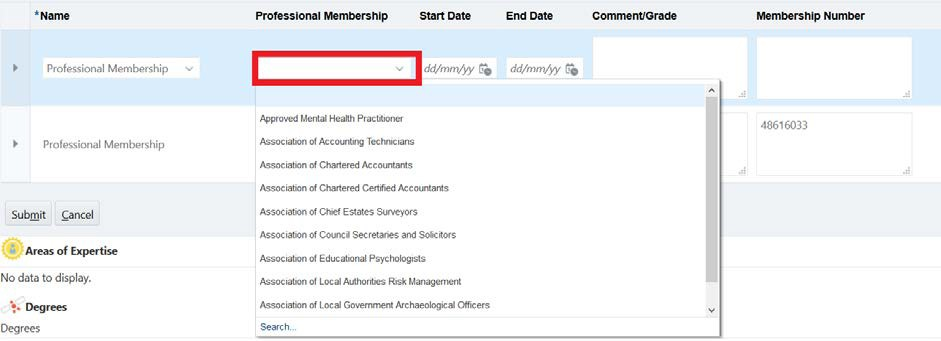 *Name Professional Membership Start Date End Date Comment/Grade Membership Number
Professional Membership dd/mm/yy dd/mm/yy
Approved Mental Health Practitioner
Association of Accounting Technicians
Professional Membership 48616033
Association of Chartered Accountants
Association of Chartered Certified Accountants
Association of Chief Estates Surveyors
Submit Cancel
Association of Council Secretaries and Solicitors
Areas of Expertise
Association of Educational Psychologists
No data to display.
Association of Local Authorities Risk Management
Degrees
Association of Local Government Archaeological Officers
Degrees
Search...